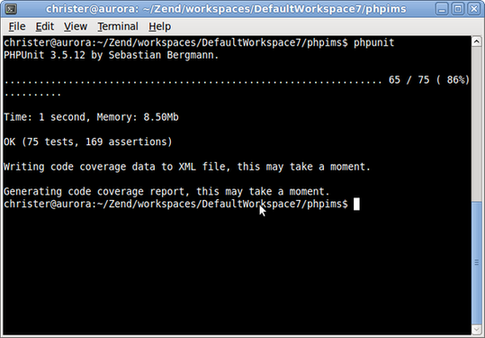 christer@aurora: ~/Zend/workspaces/DefaultWorkspace7/phpims
File Edit View Terminal Help
christer@aurora:~/Zend/workspaces/DefaultWorkspace7/phpims$ phpunit
PHPUnit 3.5.12 by Sebastian Bergmann.
................................................................. 65 / 75 ( 86%)
..........
Time: 1 second, Memory: 8.50Mb
OK (75 tests, 169 assertions)
Writing code coverage data to XML file, this may take a moment.
Generating code coverage report, this may take a moment.
christer@aurora:~/Zend/workspaces/DefaultWorkspace7/phpims$